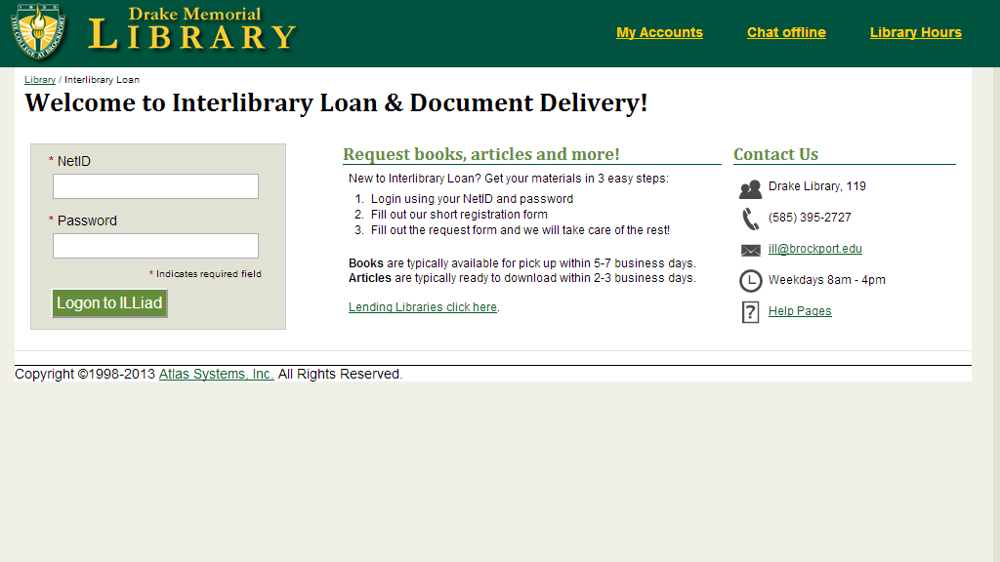 1835
THE COLLEGE AT BROCKPORT
Drake Memorial
LIBRARY
My Accounts
Chat offline
Library Hours
Library / Interlibrary Loan
Welcome to Interlibrary Loan & Document Delivery!
* NetID
* Password
* Indicates required field
Logon to ILLiad
Request books, articles and more!
New to Interlibrary Loan? Get your materials in 3 easy steps:
1. Login using your NetID and password
2. Fill out our short registration form
3. Fill out the request form and we will take care of the rest!
Books are typically available for pick up within 5-7 business days.
Articles are typically ready to download within 2-3 business days.
Lending Libraries click here.
Contact Us
Drake Library, 119
(585) 395-2727
ill@brockport.edu
Weekdays 8am - 4pm
Help Pages
Copyright ©1998-2013 Atlas Systems, Inc. All Rights Reserved.